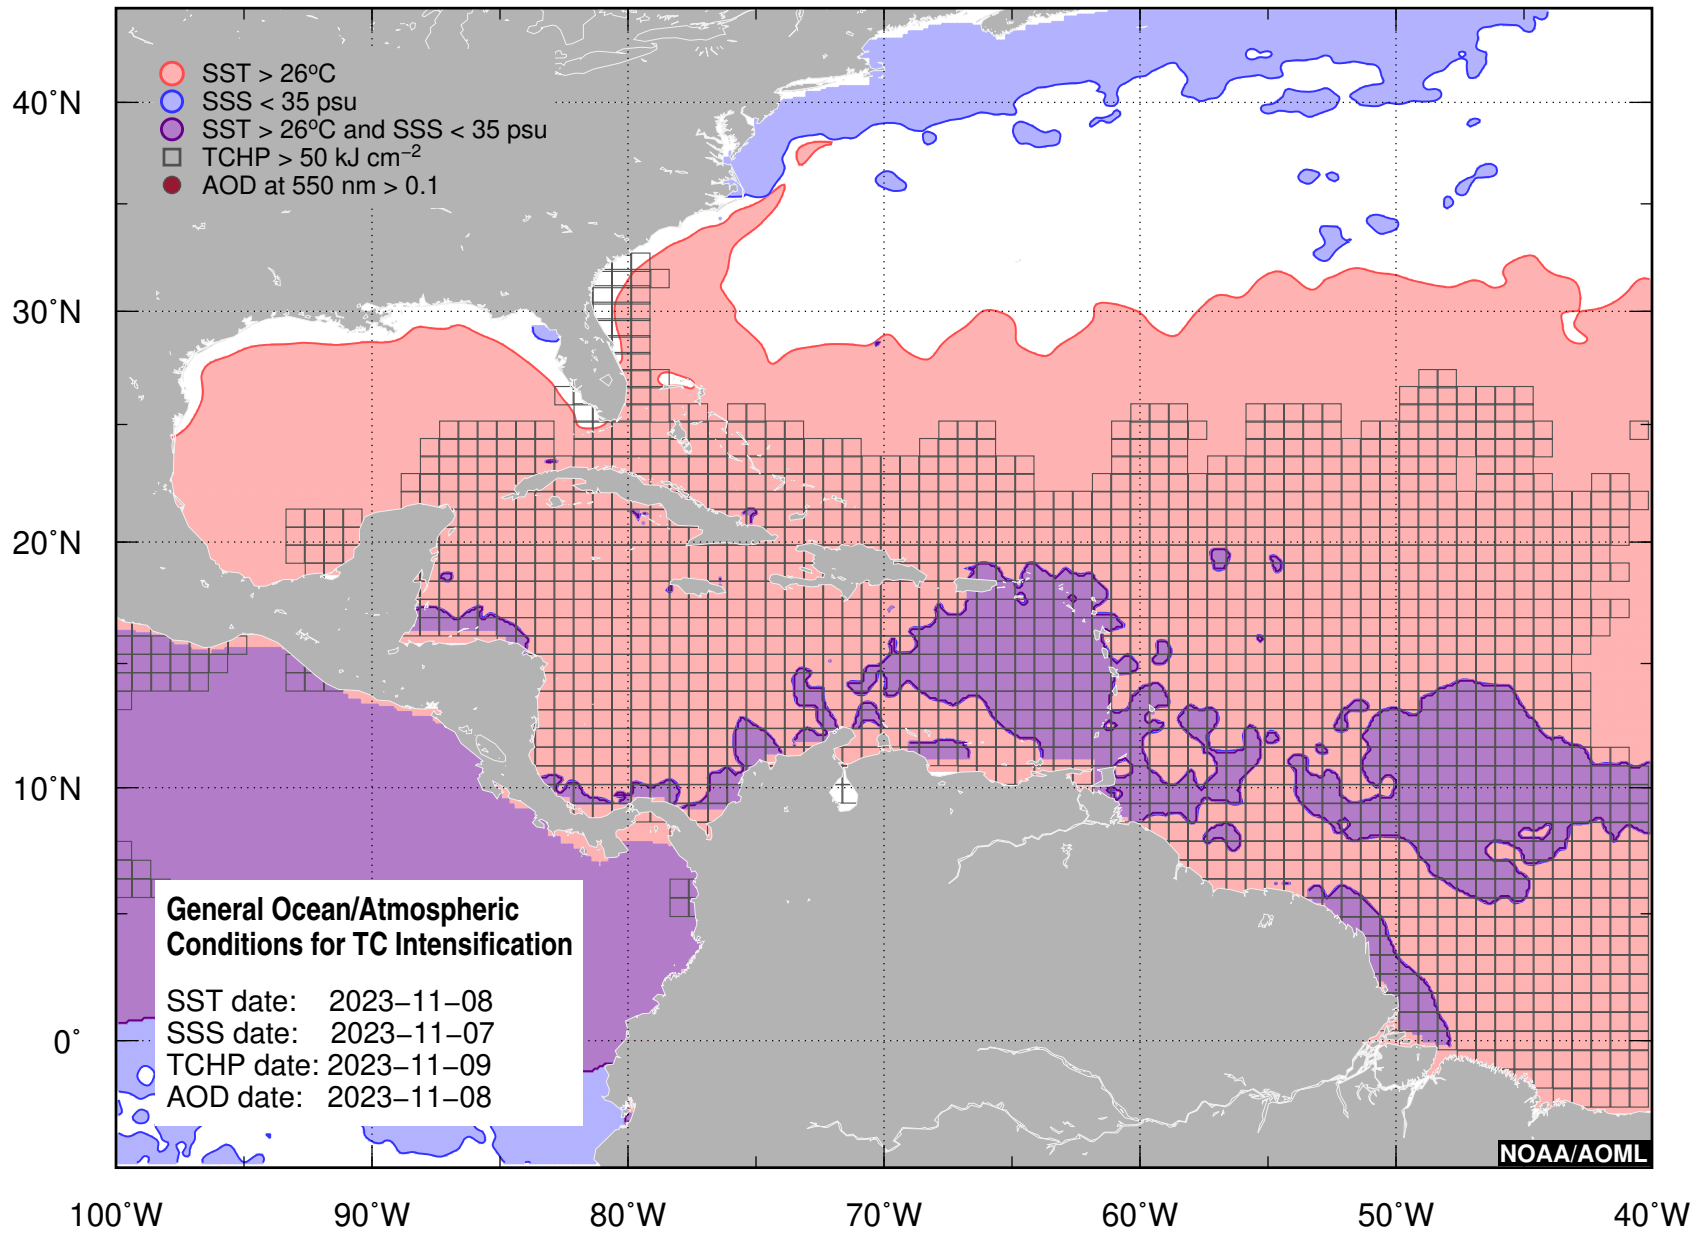 SST > 26°C
SSS < 35 psu
SST > 26°C and SSS < 35 psu
TCHP > 50 kJ cm⁻²
AOD at 550 nm > 0.1
40°N
30°N
20°N
10°N
0°
General Ocean/Atmospheric
Conditions for TC Intensification
SST date: 2023−11−08
SSS date: 2023−11−07
TCHP date: 2023−11−09
AOD date: 2023−11−08
NOAA/AOML
100°W 90°W 80°W 70°W 60°W 50°W 40°W